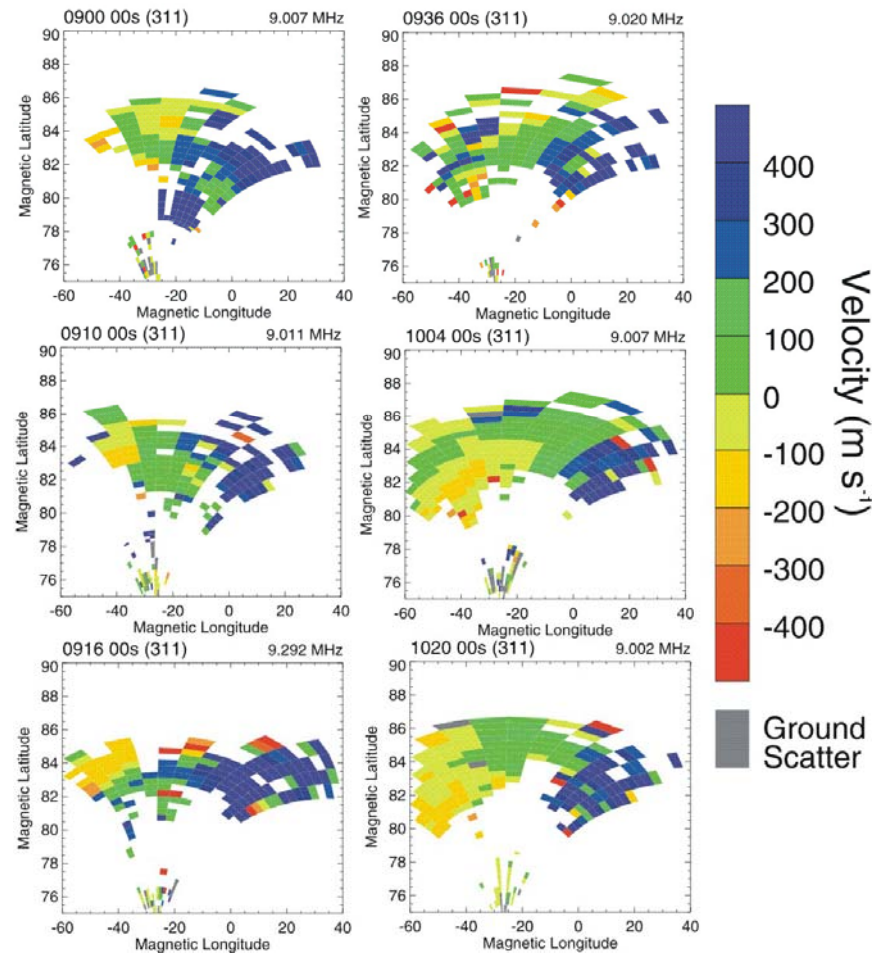 0900 00s (311) 9.007 MHz
90
88
86
84
82
80
78
76
Magnetic Latitude
-60 -40 -20 0 20 40
Magnetic Longitude
0936 00s (311) 9.020 MHz
90
88
86
84
82
80
78
76
Magnetic Latitude
-60 -40 -20 0 20 40
Magnetic Longitude
0910 00s (311) 9.011 MHz
90
88
86
84
82
80
78
76
Magnetic Latitude
-60 -40 -20 0 20 40
Magnetic Longitude
1004 00s (311) 9.007 MHz
90
88
86
84
82
80
78
76
Magnetic Latitude
-60 -40 -20 0 20 40
Magnetic Longitude
0916 00s (311) 9.292 MHz
90
88
86
84
82
80
78
76
Magnetic Latitude
-60 -40 -20 0 20 40
Magnetic Longitude
1020 00s (311) 9.002 MHz
90
88
86
84
82
80
78
76
Magnetic Latitude
-60 -40 -20 0 20 40
Magnetic Longitude
400
300
200
100
0
-100
-200
-300
-400
Velocity (m s⁻¹)
Ground
Scatter